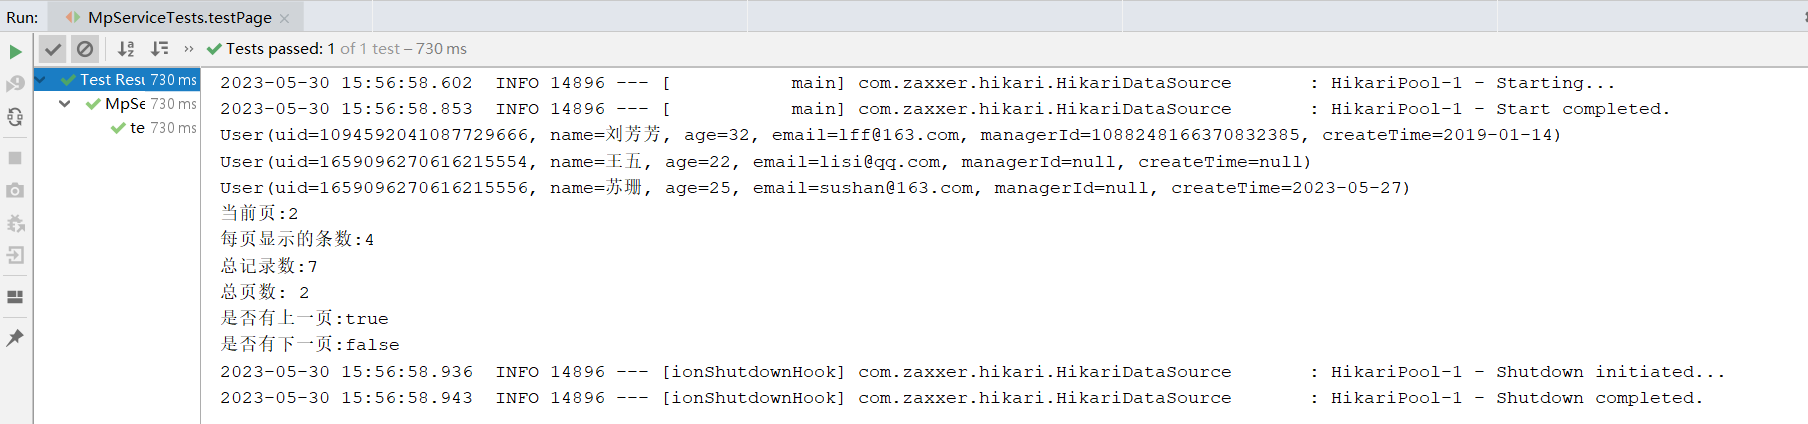 Run: MpServiceTests.testPage
Tests passed: 1 of 1 test – 730 ms
Test Resu 730 ms
MpSe 730 ms
te 730 ms
2023-05-30 15:56:58.602  INFO 14896 --- [           main] com.zaxxer.hikari.HikariDataSource       : HikariPool-1 - Starting...
2023-05-30 15:56:58.853  INFO 14896 --- [           main] com.zaxxer.hikari.HikariDataSource       : HikariPool-1 - Start completed.
User(uid=1094592041087729666, name=刘芳芳, age=32, email=lff@163.com, managerId=1088248166370832385, createTime=2019-01-14)
User(uid=1659096270616215554, name=王五, age=22, email=lisi@qq.com, managerId=null, createTime=null)
User(uid=1659096270616215556, name=苏珊, age=25, email=sushan@163.com, managerId=null, createTime=2023-05-27)
当前页:2
每页显示的条数:4
总记录数:7
总页数: 2
是否有上一页:true
是否有下一页:false
2023-05-30 15:56:58.936  INFO 14896 --- [ionShutdownHook] com.zaxxer.hikari.HikariDataSource       : HikariPool-1 - Shutdown initiated...
2023-05-30 15:56:58.943  INFO 14896 --- [ionShutdownHook] com.zaxxer.hikari.HikariDataSource       : HikariPool-1 - Shutdown completed.